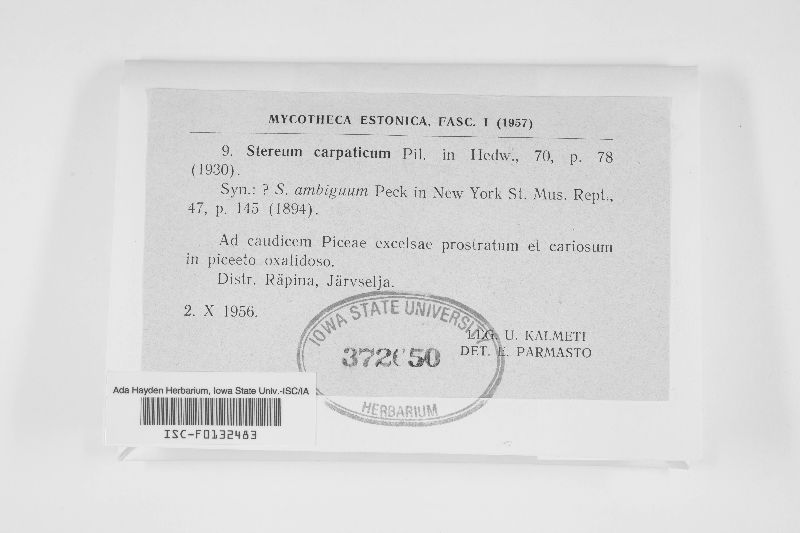 MYCOTHECA ESTONICA, FASC. I (1957)
9. Stereum carpaticum Pil. in Hedw., 70, p. 78
(1930).
Syn.: ? S. ambiguum Peck in New York St. Mus. Rept.,
47, p. 145 (1894).
Ad caudicem Piceae excelsae prostratum et cariosum
in piceeto oxalidoso.
Distr. Räpina, Järvselja.
2. X 1956.
LEG. U. KALMETI
DET. E. PARMASTO
IOWA STATE UNIVERSITY
372050
HERBARIUM
Ada Hayden Herbarium, Iowa State Univ.-ISC/IA
ISC-F0132483